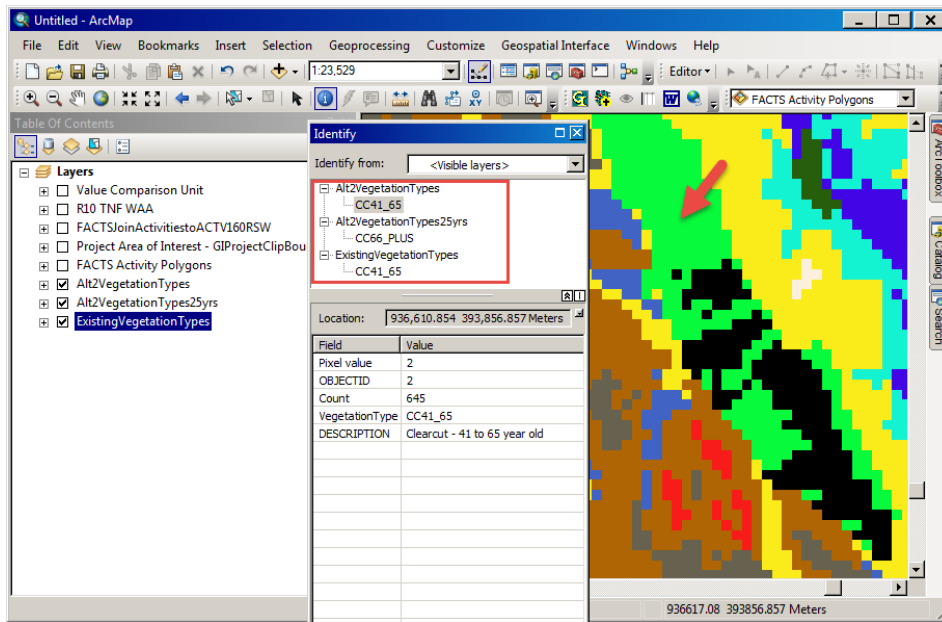 Untitled - ArcMap
File Edit View Bookmarks Insert Selection Geoprocessing Customize Geospatial Interface Windows Help
1:23,529
Editor
FACTS Activity Polygons
Table Of Contents
Layers
Value Comparison Unit
R10 TNF WAA
FACTSJoinActivitiestoACTV160RSW
Project Area of Interest - GIProjectClipBou
FACTS Activity Polygons
Alt2VegetationTypes
Alt2VegetationTypes25yrs
ExistingVegetationTypes
Identify
Identify from: <Visible layers>
Alt2VegetationTypes
CC41_65
Alt2VegetationTypes25yrs
CC66_PLUS
ExistingVegetationTypes
CC41_65
Location: 936,610.854 393,856.857 Meters
Field Value
Pixel value 2
OBJECTID 2
Count 645
VegetationType CC41_65
DESCRIPTION Clearcut - 41 to 65 year old
ArcToolbox
Catalog
Search
936617.08 393856.857 Meters